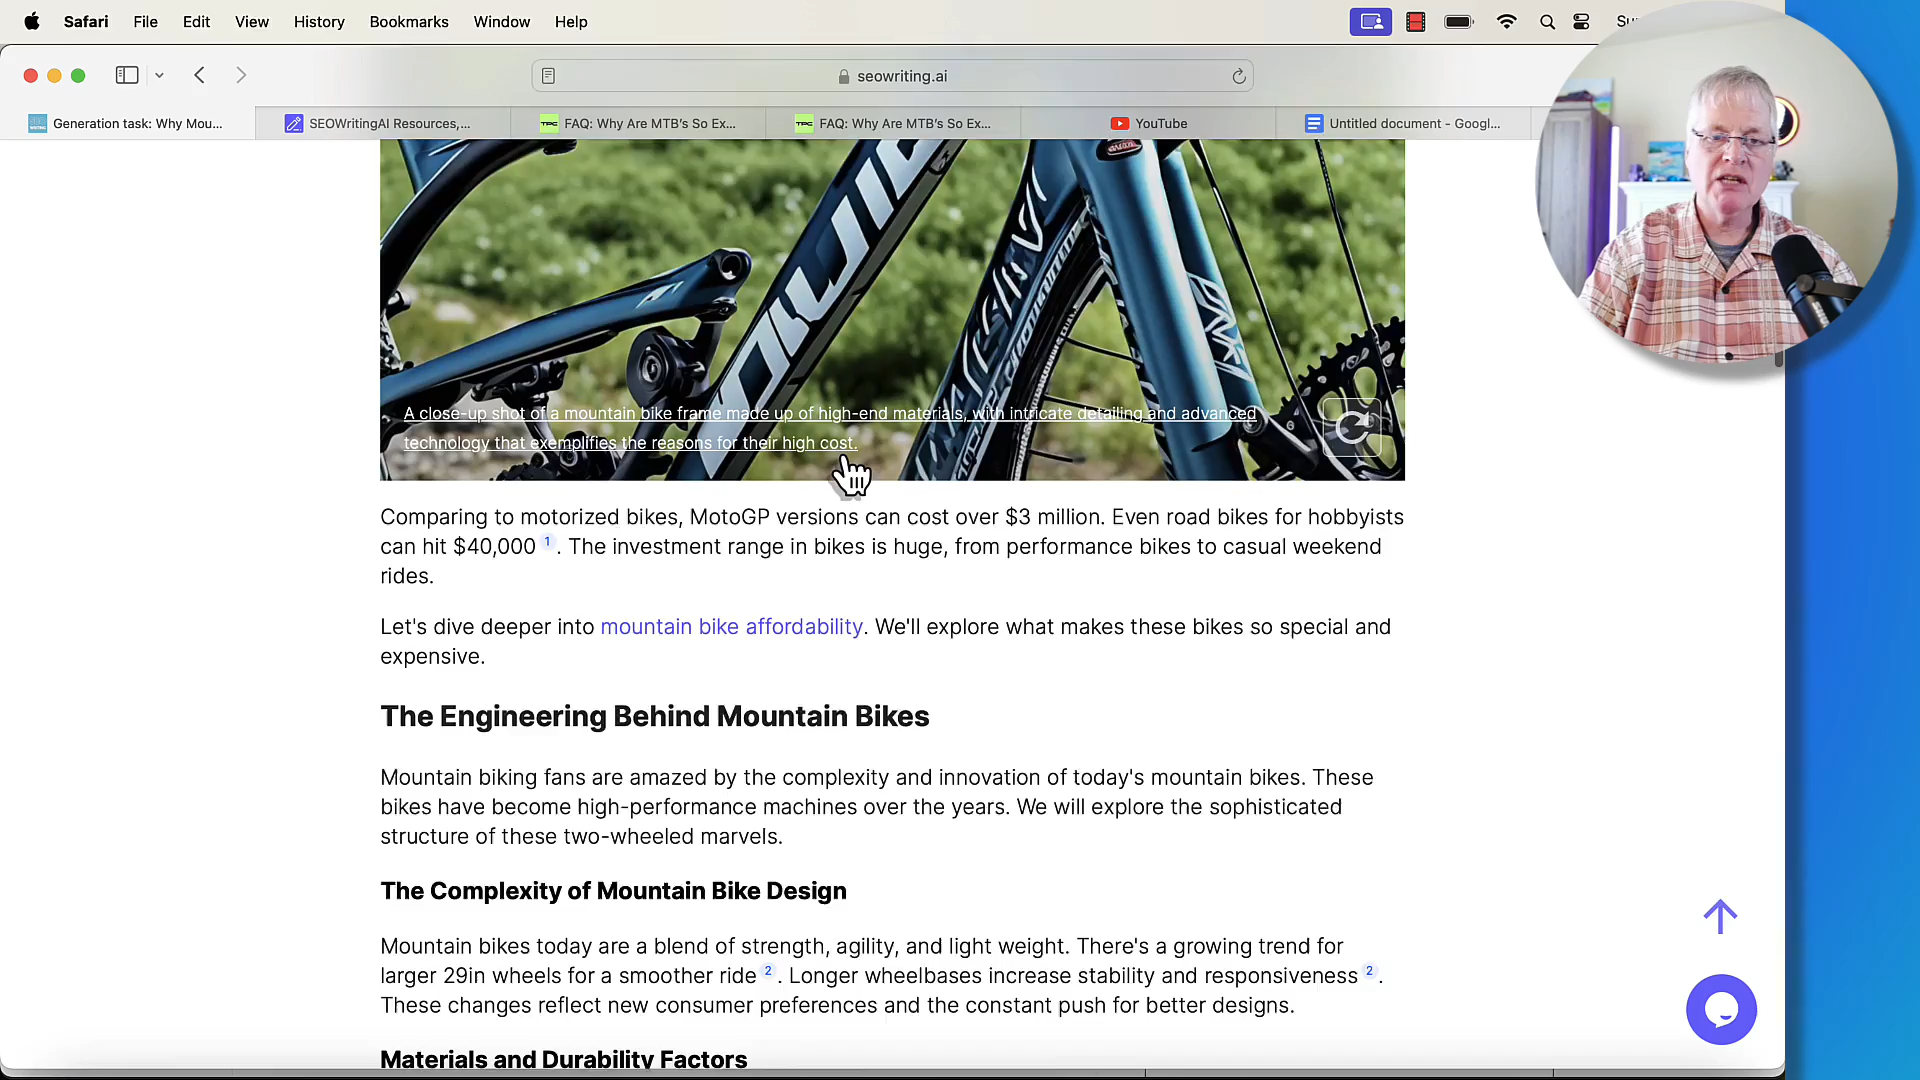 Safari File Edit View History Bookmarks Window Help
seowriting.ai
Generation task: Why Mou... SEOWritingAI Resources,... FAQ: Why Are MTB's So Ex... FAQ: Why Are MTB's So Ex... YouTube Untitled document - Googl...
A close-up shot of a mountain bike frame made up of high-end materials, with intricate detailing and advanced
technology that exemplifies the reasons for their high cost.
Comparing to motorized bikes, MotoGP versions can cost over $3 million. Even road bikes for hobbyists
can hit $40,000 1. The investment range in bikes is huge, from performance bikes to casual weekend
rides.
Let's dive deeper into mountain bike affordability. We'll explore what makes these bikes so special and
expensive.
The Engineering Behind Mountain Bikes
Mountain biking fans are amazed by the complexity and innovation of today's mountain bikes. These
bikes have become high-performance machines over the years. We will explore the sophisticated
structure of these two-wheeled marvels.
The Complexity of Mountain Bike Design
Mountain bikes today are a blend of strength, agility, and light weight. There's a growing trend for
larger 29in wheels for a smoother ride 2. Longer wheelbases increase stability and responsiveness 2.
These changes reflect new consumer preferences and the constant push for better designs.
Materials and Durability Factors